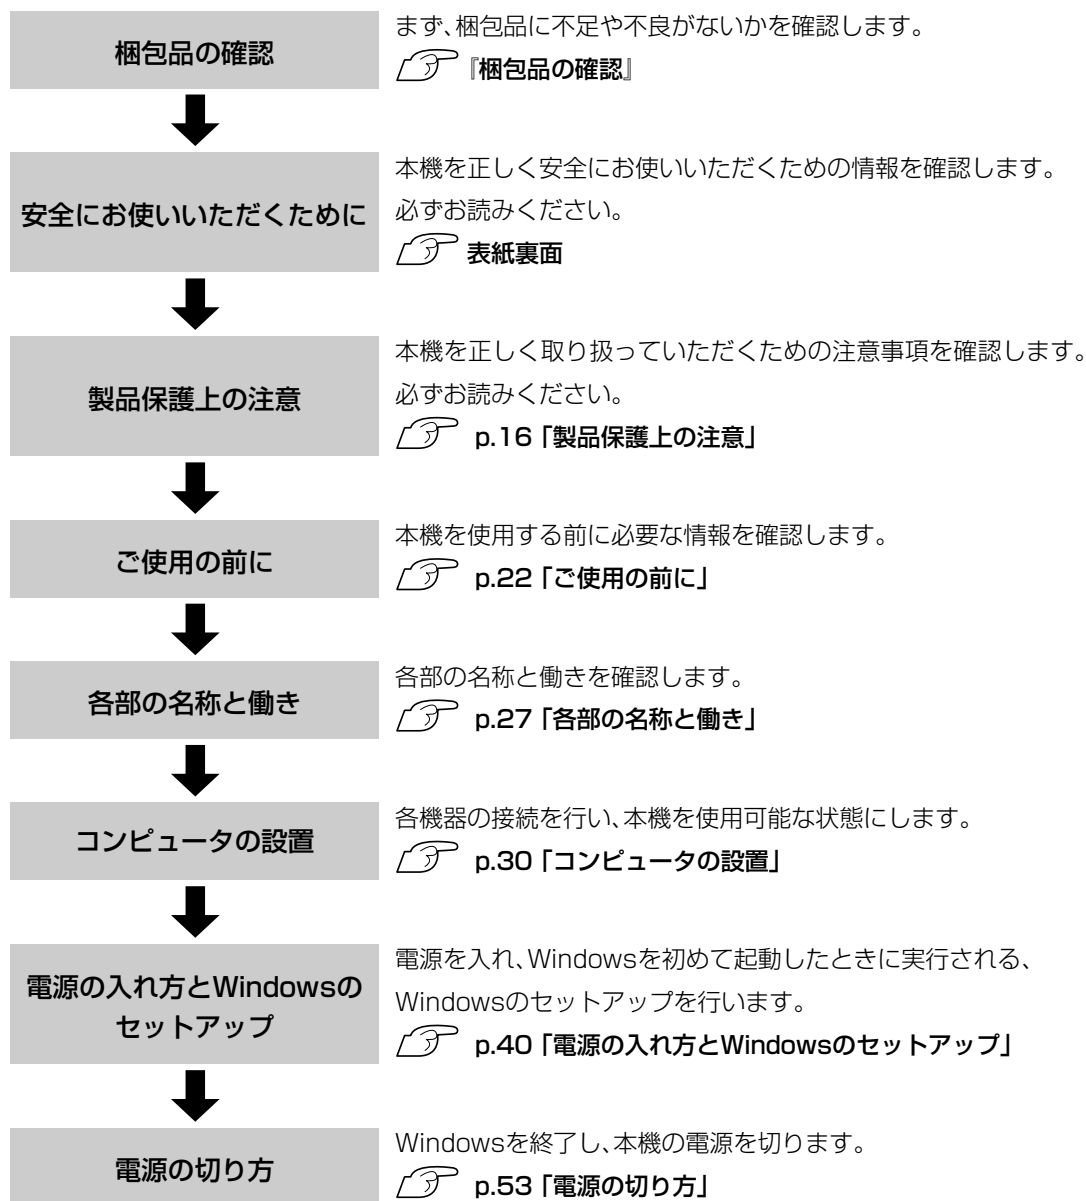 梱包品の確認
まず、梱包品に不足や不良がないかを確認します。
『梱包品の確認』
安全にお使いいただくために
本機を正しく安全にお使いいただくための情報を確認します。
必ずお読みください。
表紙裏面
製品保護上の注意
本機を正しく取り扱っていただくための注意事項を確認します。
必ずお読みください。
p.16「製品保護上の注意」
ご使用の前に
本機を使用する前に必要な情報を確認します。
p.22「ご使用の前に」
各部の名称と働き
各部の名称と働きを確認します。
p.27「各部の名称と働き」
コンピュータの設置
各機器の接続を行い、本機を使用可能な状態にします。
p.30「コンピュータの設置」
電源の入れ方とWindowsの
セットアップ
電源を入れ、Windowsを初めて起動したときに実行される、
Windowsのセットアップを行います。
p.40「電源の入れ方とWindowsのセットアップ」
電源の切り方
Windowsを終了し、本機の電源を切ります。
p.53「電源の切り方」